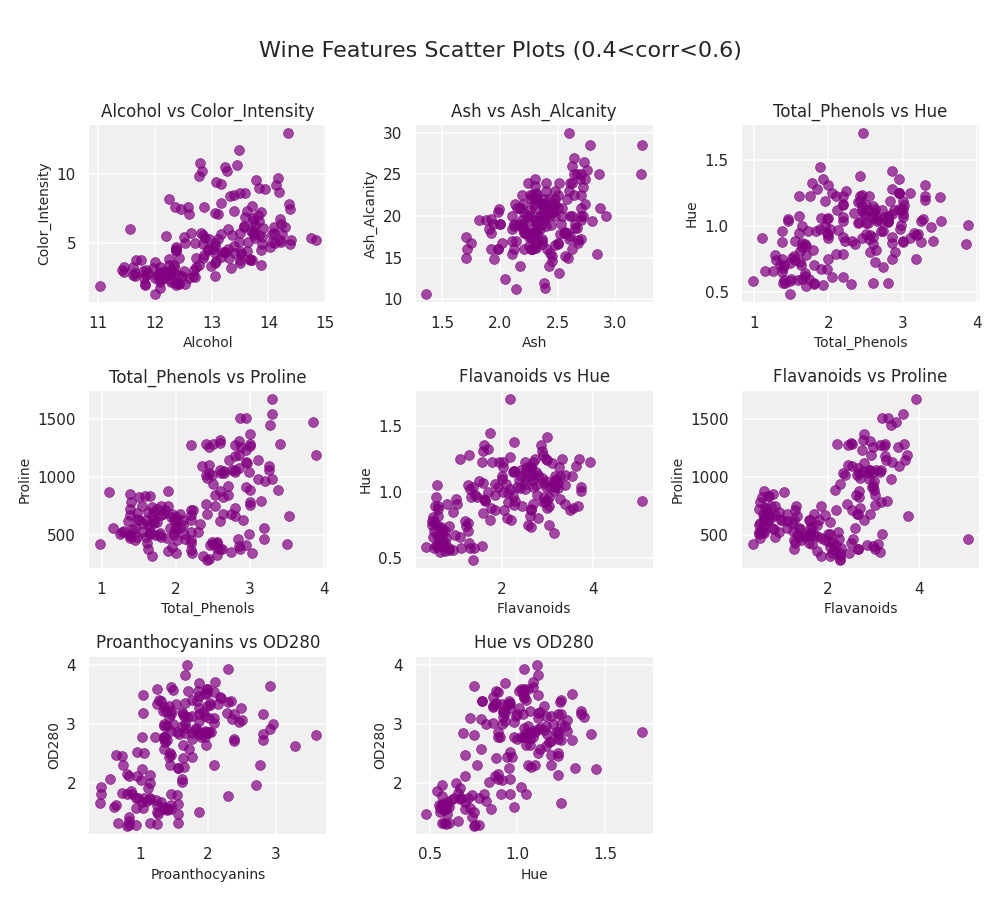 Wine Features Scatter Plots (0.4<corr<0.6)
Alcohol vs Color_Intensity
Color_Intensity
10
5
11 12 13 14 15
Alcohol
Ash vs Ash_Alcanity
Ash_Alcanity
30
25
20
15
10
1.5 2.0 2.5 3.0
Ash
Total_Phenols vs Hue
Hue
1.5
1.0
0.5
1 2 3 4
Total_Phenols
Total_Phenols vs Proline
Proline
1500
1000
500
1 2 3 4
Total_Phenols
Flavanoids vs Hue
Hue
1.5
1.0
0.5
2 4
Flavanoids
Flavanoids vs Proline
Proline
1500
1000
500
2 4
Flavanoids
Proanthocyanins vs OD280
OD280
4
3
2
1 2 3
Proanthocyanins
Hue vs OD280
OD280
4
3
2
0.5 1.0 1.5
Hue